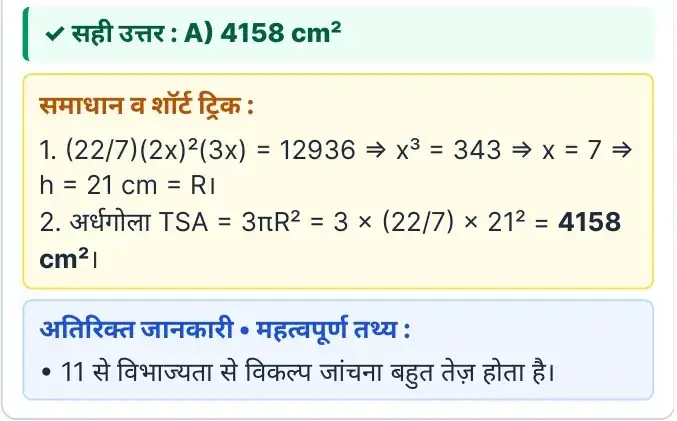 ✓ सही उत्तर : A) 4158 cm²
समाधान व शॉर्ट ट्रिक :
1. (22/7)(2x)²(3x) = 12936 ⇒ x³ = 343 ⇒ x = 7 ⇒
h = 21 cm = R।
2. अर्धगोला TSA = 3πR² = 3 × (22/7) × 21² = 4158
cm²।
अतिरिक्त जानकारी • महत्वपूर्ण तथ्य :
• 11 से विभाज्यता से विकल्प जांचना बहुत तेज़ होता है।